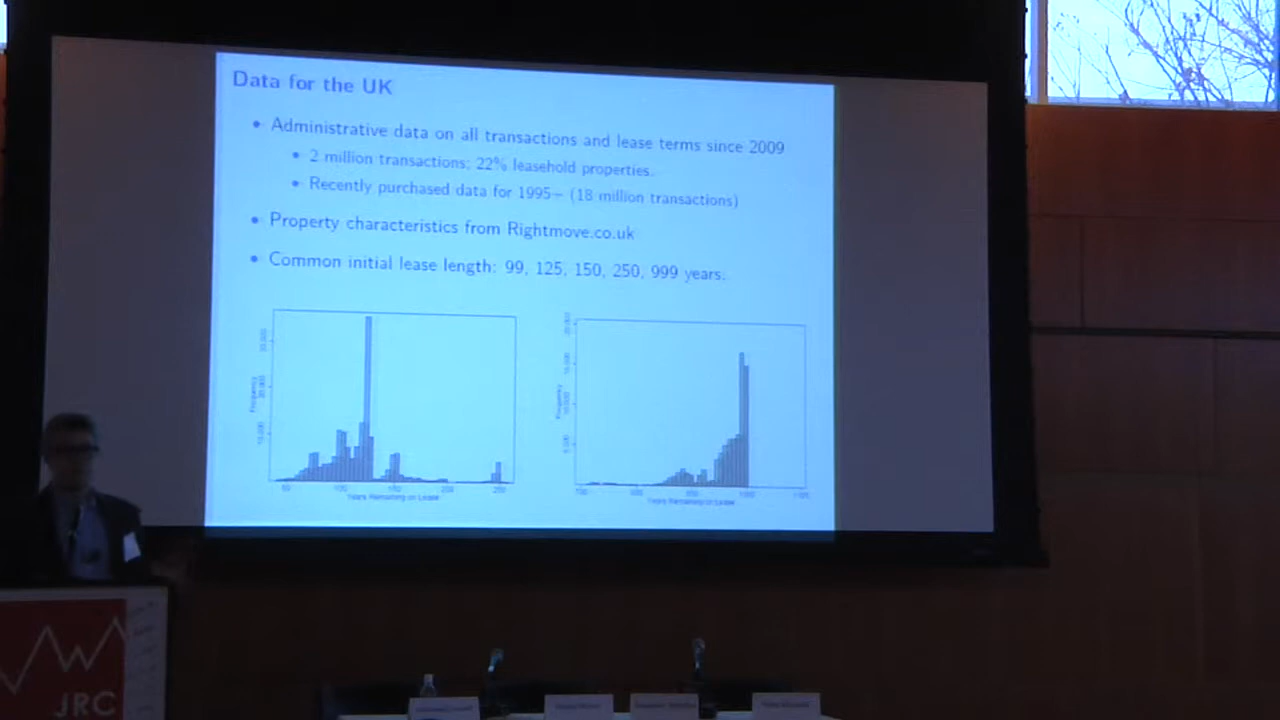 Data for the UK
• Administrative data on all transactions and lease terms since 2009
• 2 million transactions; 22% leasehold properties.
• Recently purchased data for 1995– (18 million transactions)
• Property characteristics from Rightmove.co.uk
• Common initial lease length: 99, 125, 150, 250, 999 years.
Frequency
Years Remaining on Lease
Frequency
Years Remaining on Lease
JRC